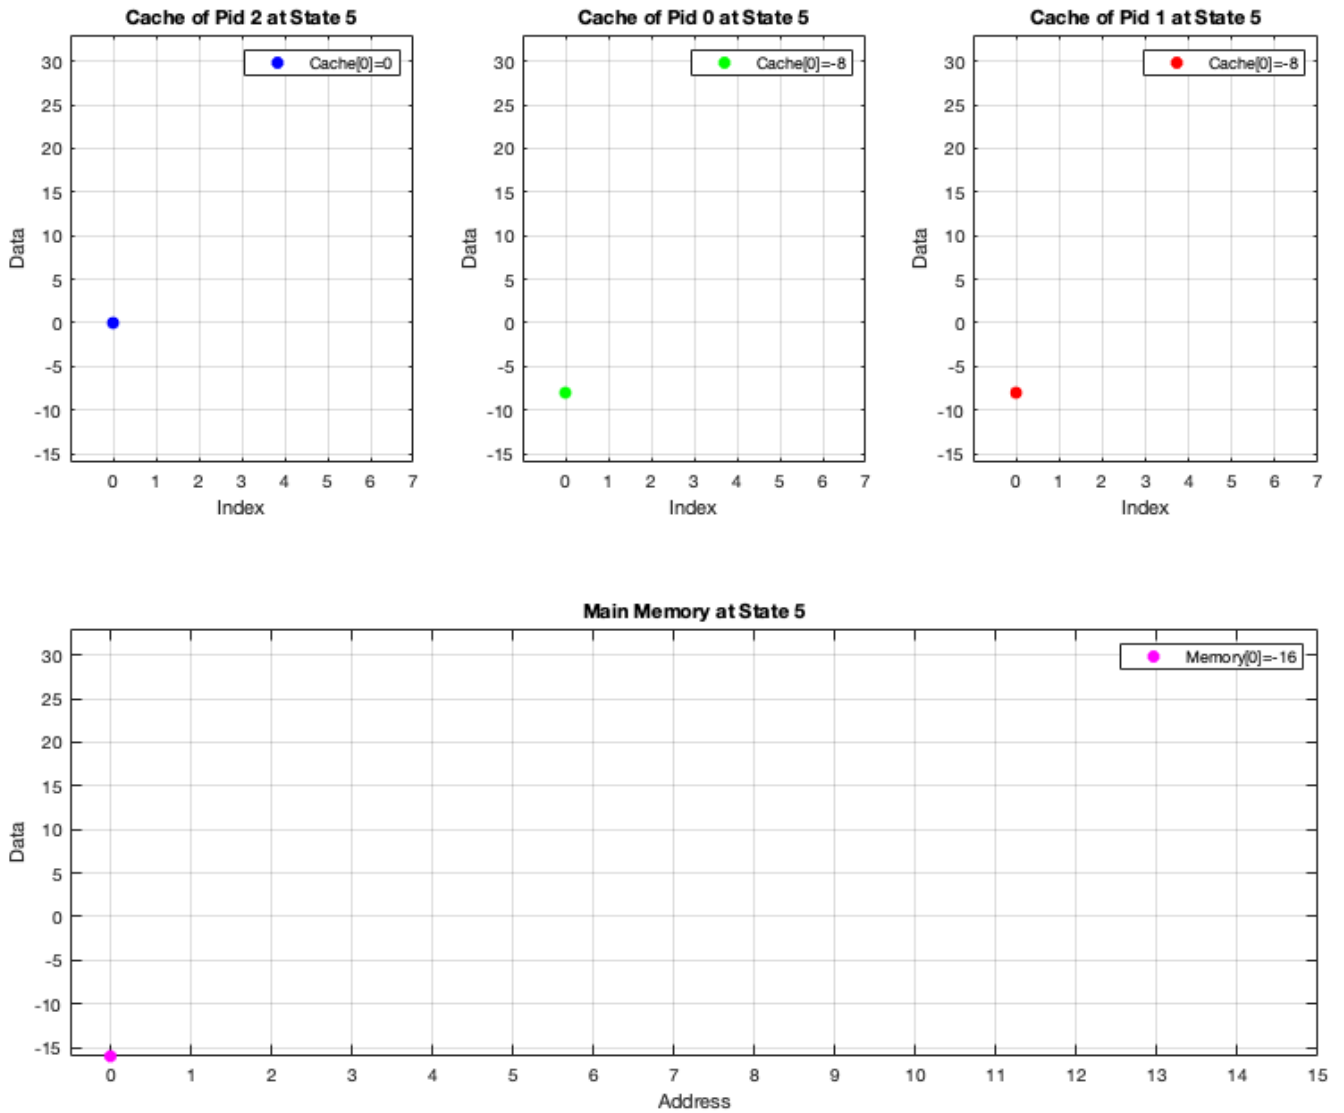 Cache of Pid 2 at State 5
Cache[0]=0
30
25
20
15
10
5
0
-5
-10
-15
Data
0 1 2 3 4 5 6 7
Index
Cache of Pid 0 at State 5
Cache[0]=-8
30
25
20
15
10
5
0
-5
-10
-15
Data
0 1 2 3 4 5 6 7
Index
Cache of Pid 1 at State 5
Cache[0]=-8
30
25
20
15
10
5
0
-5
-10
-15
Data
0 1 2 3 4 5 6 7
Index
Main Memory at State 5
Memory[0]=-16
30
25
20
15
10
5
0
-5
-10
-15
Data
0 1 2 3 4 5 6 7 8 9 10 11 12 13 14 15
Address